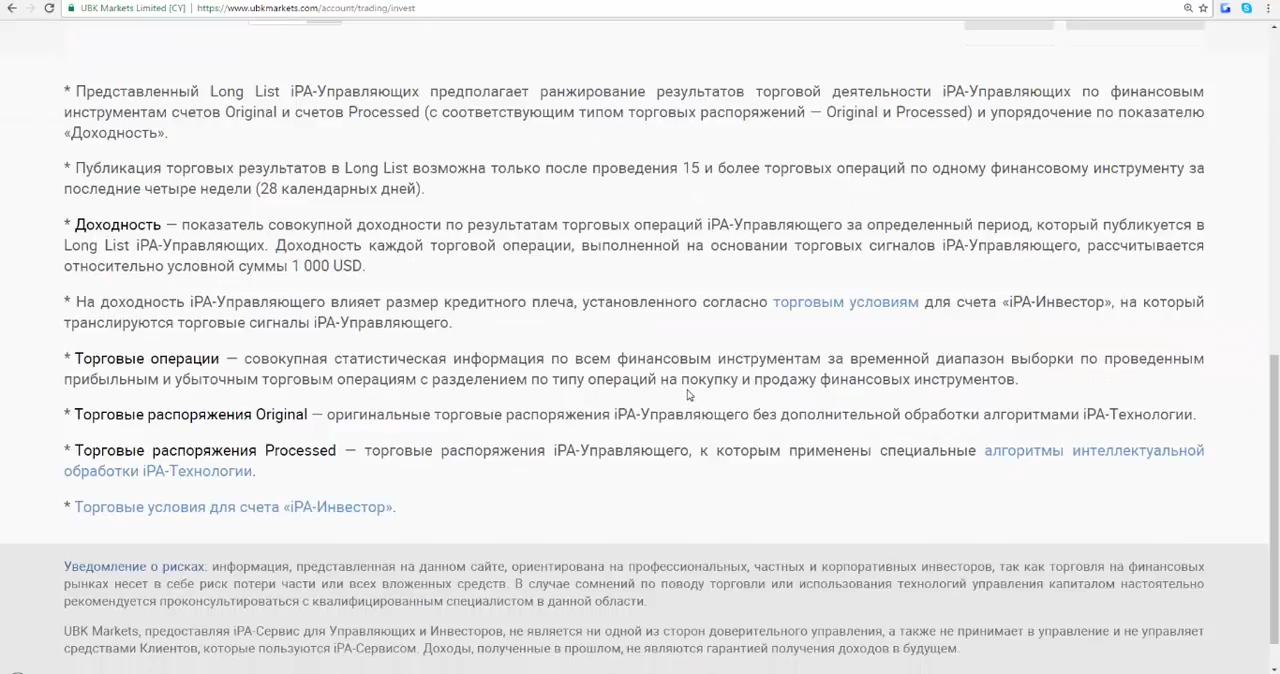 UBK Markets Limited [CY] | https://www.ubkmarkets.com/account/trading/invest
* Представленный Long List iPA-Управляющих предполагает ранжирование результатов торговой деятельности iPA-Управляющих по финансовым
инструментам счетов Original и счетов Processed (с соответствующим типом торговых распоряжений — Original и Processed) и упорядочение по показателю
«Доходность».
* Публикация торговых результатов в Long List возможна только после проведения 15 и более торговых операций по одному финансовому инструменту за
последние четыре недели (28 календарных дней).
* Доходность — показатель совокупной доходности по результатам торговых операций iPA-Управляющего за определенный период, который публикуется в
Long List iPA-Управляющих. Доходность каждой торговой операции, выполненной на основании торговых сигналов iPA-Управляющего, рассчитывается
относительно условной суммы 1 000 USD.
* На доходность iPA-Управляющего влияет размер кредитного плеча, установленного согласно торговым условиям для счета «iPA-Инвестор», на который
транслируются торговые сигналы iPA-Управляющего.
* Торговые операции — совокупная статистическая информация по всем финансовым инструментам за временной диапазон выборки по проведенным
прибыльным и убыточным торговым операциям с разделением по типу операций на покупку и продажу финансовых инструментов.
* Торговые распоряжения Original — оригинальные торговые распоряжения iPA-Управляющего без дополнительной обработки алгоритмами iPA-Технологии.
* Торговые распоряжения Processed — торговые распоряжения iPA-Управляющего, к которым применены специальные алгоритмы интеллектуальной
обработки iPA-Технологии.
* Торговые условия для счета «iPA-Инвестор».
Уведомление о рисках: информация, представленная на данном сайте, ориентирована на профессиональных, частных и корпоративных инвесторов, так как торговля на финансовых
рынках несет в себе риск потери части или всех вложенных средств. В случае сомнений по поводу торговли или использования технологий управления капиталом настоятельно
рекомендуется проконсультироваться с квалифицированным специалистом в данной области.
UBK Markets, предоставляя iPA-Сервис для Управляющих и Инвесторов, не является ни одной из сторон доверительного управления, а также не принимает в управление и не управляет
средствами Клиентов, которые пользуются iPA-Сервисом. Доходы, полученные в прошлом, не являются гарантией получения доходов в будущем.